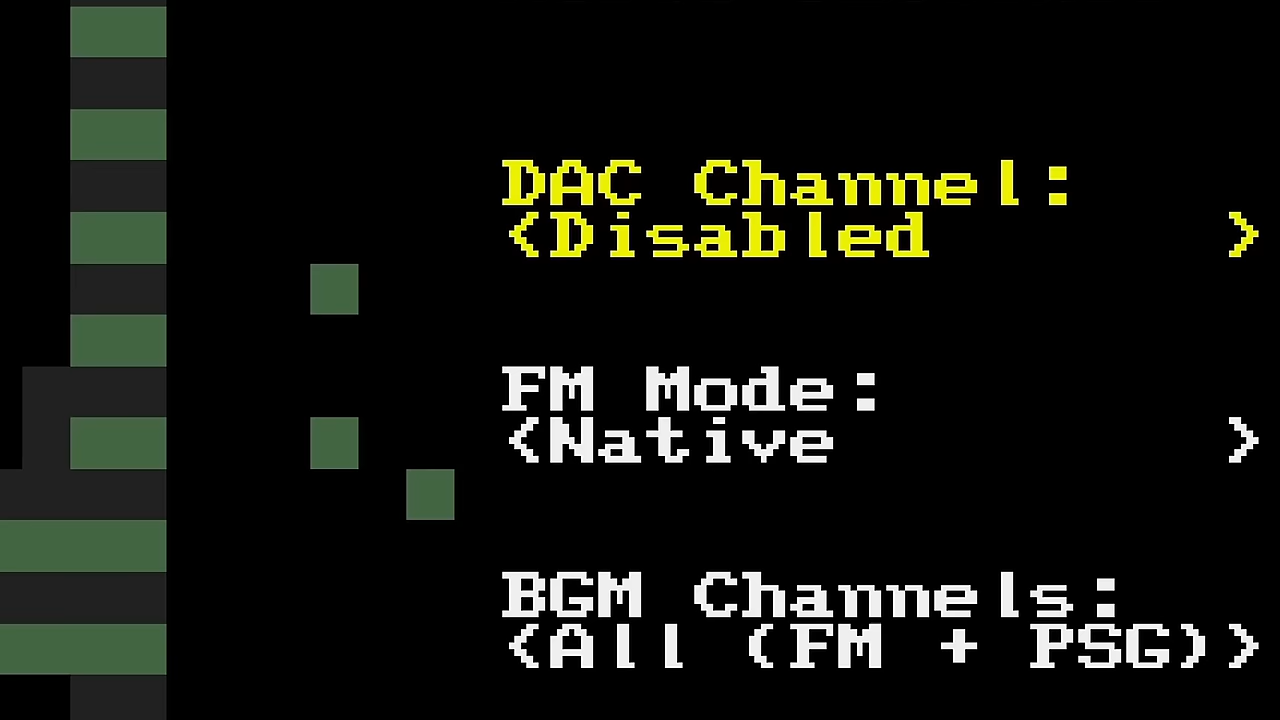 DAC Channel:
<Disabled >
FM Mode:
<Native >
BGM Channels:
<All (FM + PSG)>